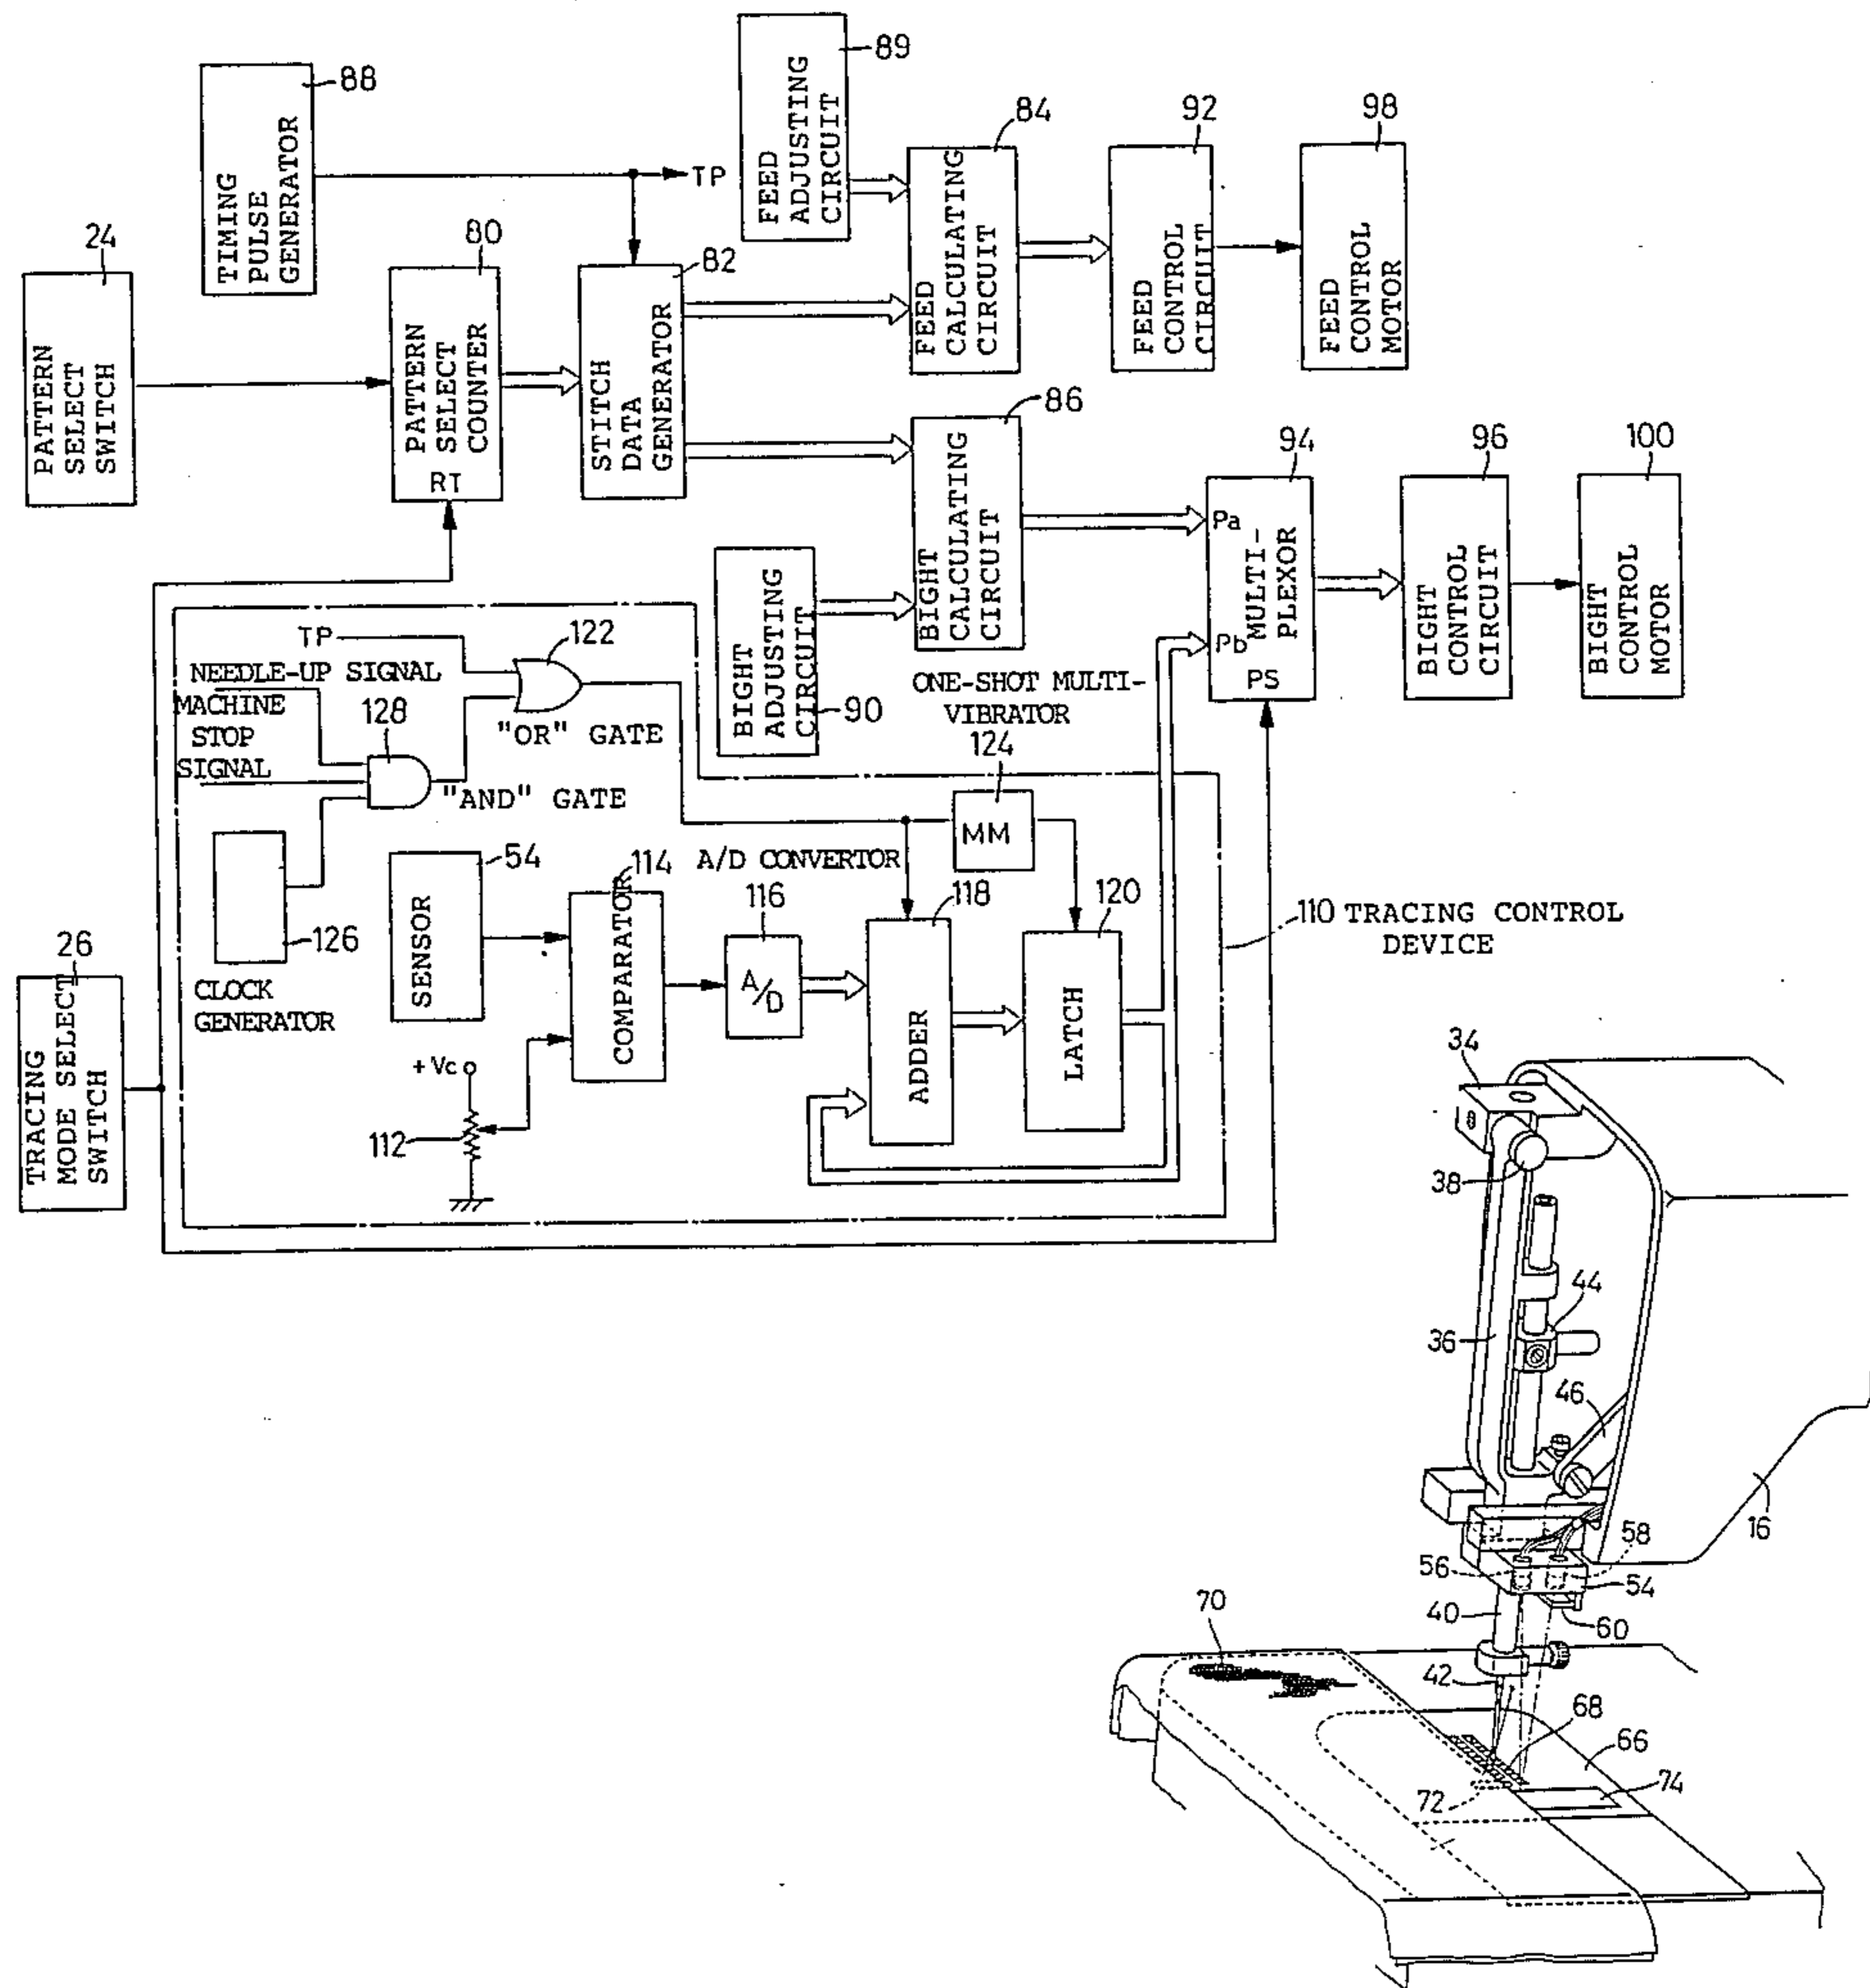 88
TIMING
PULSE
GENERATOR
89
FEED
ADJUSTING
CIRCUIT
TP
84
FEED
CALCULATING
CIRCUIT
92
FEED
CONTROL
CIRCUIT
98
FEED
CONTROL
MOTOR
24
PATTERN
SELECT
SWITCH
80
PATTERN
SELECT
COUNTER
RT
82
STITCH
DATA
GENERATOR
86
BIGHT
CALCULATING
CIRCUIT
94
Pa
MULTI-
PLEXOR
Pb
PS
96
BIGHT
CONTROL
CIRCUIT
100
BIGHT
CONTROL
MOTOR
BIGHT
ADJUSTING
CIRCUIT
90
TP
122
NEEDLE-UP SIGNAL
MACHINE
STOP
SIGNAL
128
"OR" GATE
"AND" GATE
ONE-SHOT MULTI-
VIBRATOR
124
MM
126
CLOCK
GENERATOR
54
SENSOR
114
COMPARATOR
A/D CONVERTOR
116
A/D
118
ADDER
120
LATCH
110 TRACING CONTROL
DEVICE
+Vc
112
26
TRACING
MODE SELECT
SWITCH
34
38
44
36
46
16
58
56
54
40
60
70
42
68
66
74
72